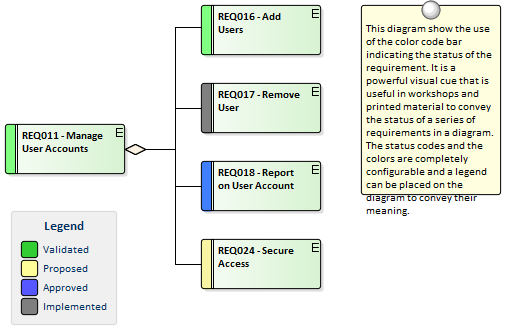 REQ016 - Add
Users
E
REQ017 - Remove
User
E
REQ011 - Manage
User Accounts
E
REQ018 - Report
on User Account
E
REQ024 - Secure
Access
E
This diagram show the use
of the color code bar
indicating the status of the
requirement. It is a
powerful visual cue that is
useful in workshops and
printed material to convey
the status of a series of
requirements in a diagram.
The status codes and the
colors are completely
configurable and a legend
can be placed on the
diagram to convey their
meaning.
Legend
Validated
Proposed
Approved
Implemented